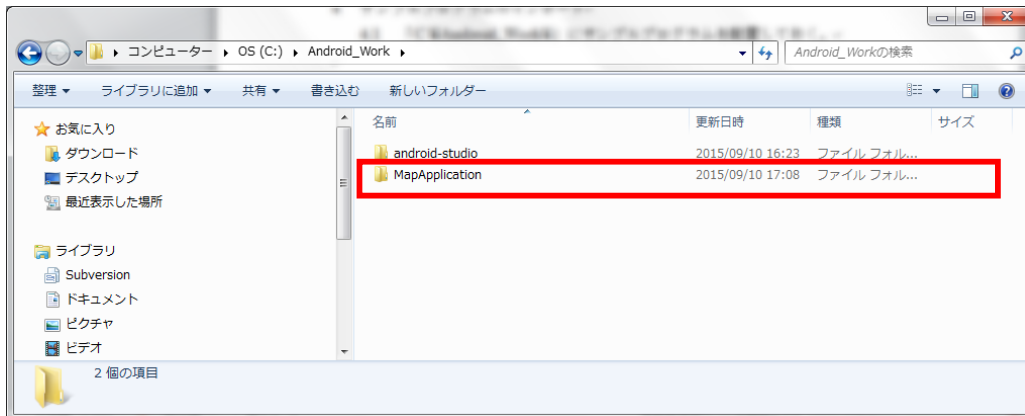 コンピューター ▸ OS (C:) ▸ Android_Work ▸
Android_Workの検索
整理 ライブラリに追加 共有 書き込む 新しいフォルダー
お気に入り
ダウンロード
デスクトップ
最近表示した場所
ライブラリ
Subversion
ドキュメント
ピクチャ
ビデオ
名前 更新日時 種類 サイズ
android-studio 2015/09/10 16:23 ファイル フォル...
MapApplication 2015/09/10 17:08 ファイル フォル...
2 個の項目